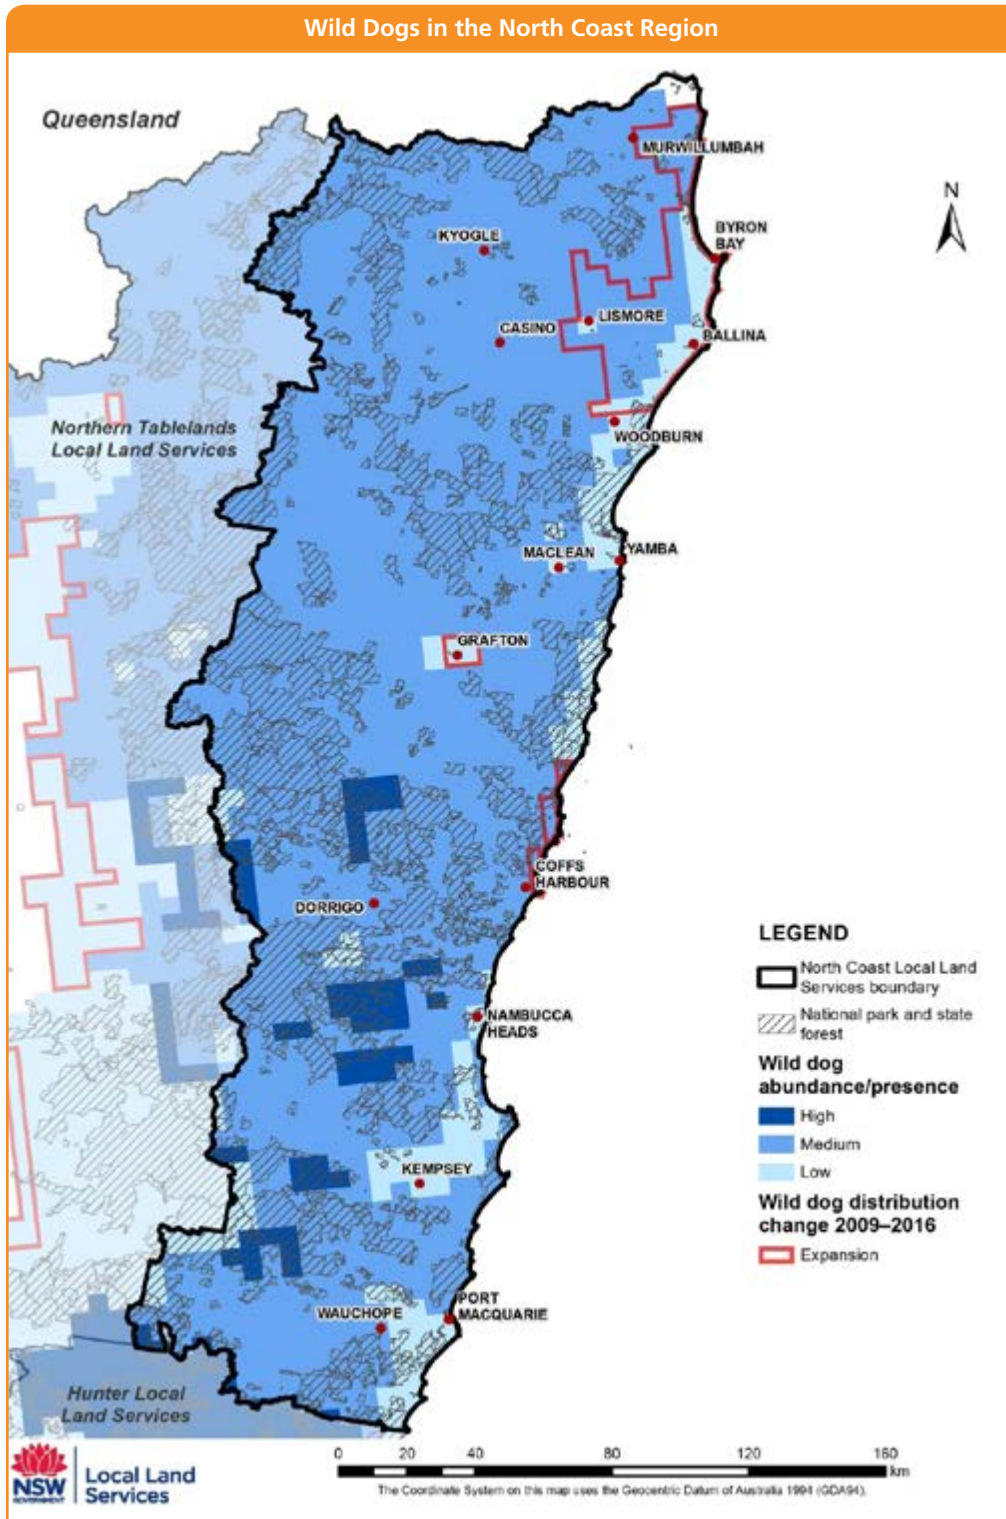 Wild Dogs in the North Coast Region
Queensland
N
MURWILLUMBAH
BYRON
BAY
KYOGLE
LISMORE
CASINO
BALLINA
Northern Tablelands
Local Land Services
WOODBURN
MACLEAN
YAMBA
GRAFTON
COFFS
HARBOUR
DORRIGO
NAMBUCCA
HEADS
KEMPSEY
PORT
MACQUARIE
WAUCHOPE
Hunter Local
Land Services
LEGEND
North Coast Local Land
Services boundary
National park and state
forest
Wild dog
abundance/presence
High
Medium
Low
Wild dog distribution
change 2009–2016
Expansion
0 20 40 80 120 160
km
The Coordinate System on this map uses the Geocentric Datum of Australia 1994 (GDA94).
NSW
GOVERNMENT
Local Land
Services